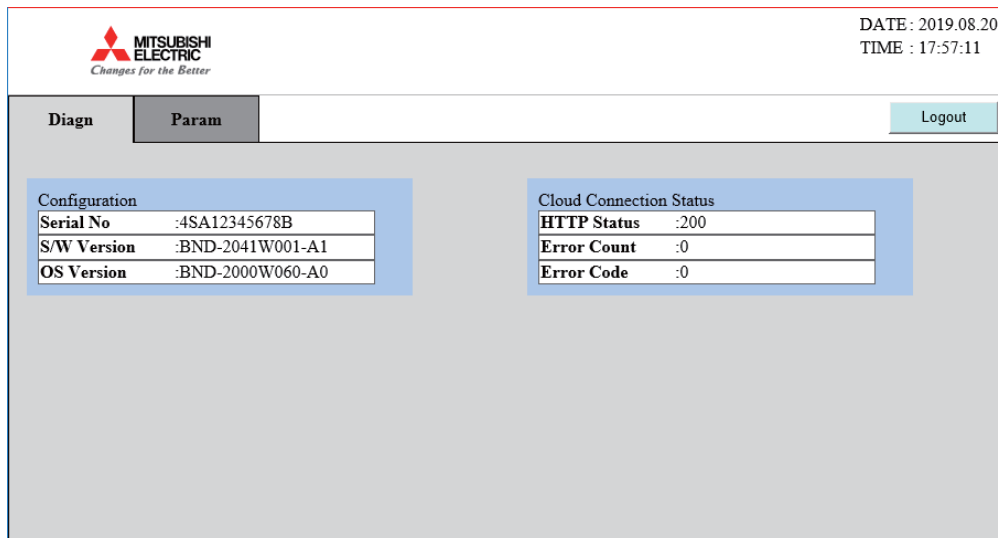 MITSUBISHI
ELECTRIC
Changes for the Better
DATE : 2019.08.20
TIME : 17:57:11
Diagn
Param
Logout
Configuration
Serial No :4SA12345678B
S/W Version :BND-2041W001-A1
OS Version :BND-2000W060-A0
Cloud Connection Status
HTTP Status :200
Error Count :0
Error Code :0